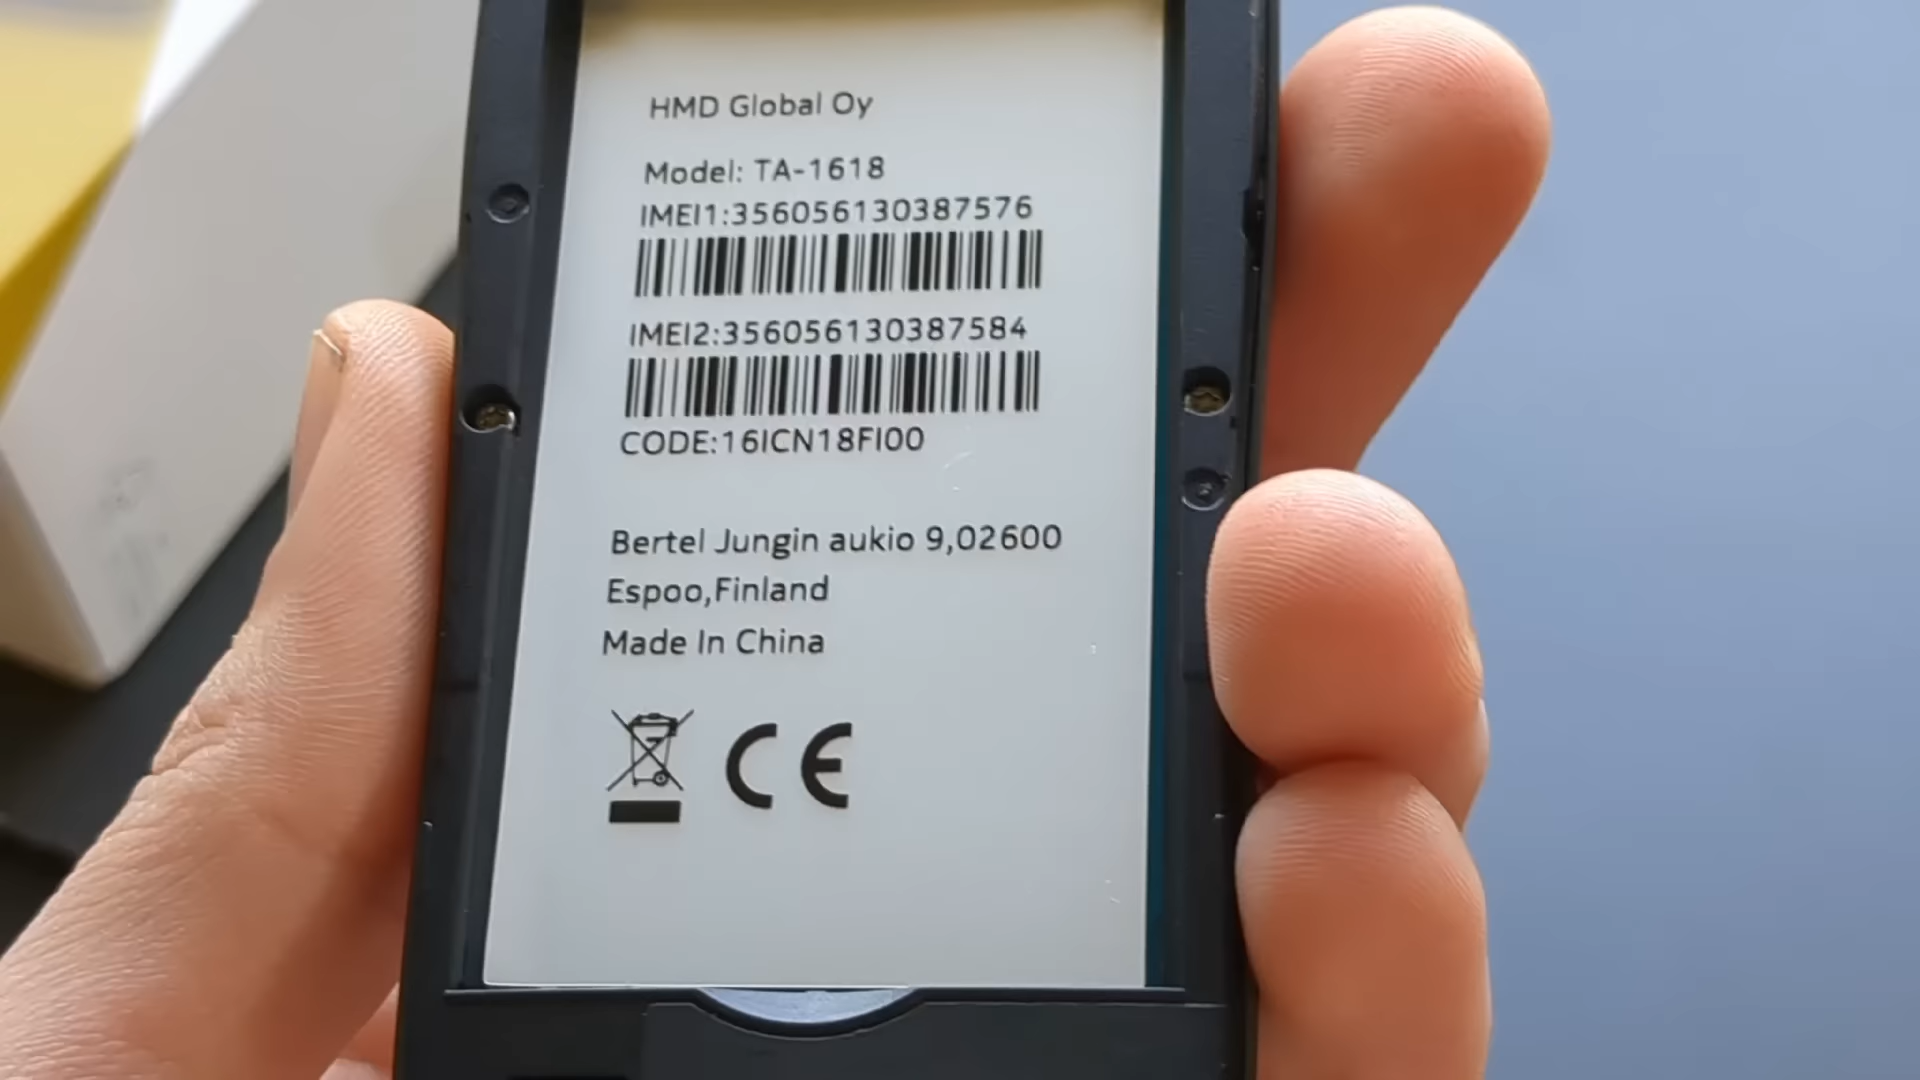 HMD Global Oy
Model: TA-1618
IMEI1:356056130387576
IMEI2:356056130387584
CODE:16ICN18FI00
Bertel Jungin aukio 9,02600
Espoo,Finland
Made In China
CE